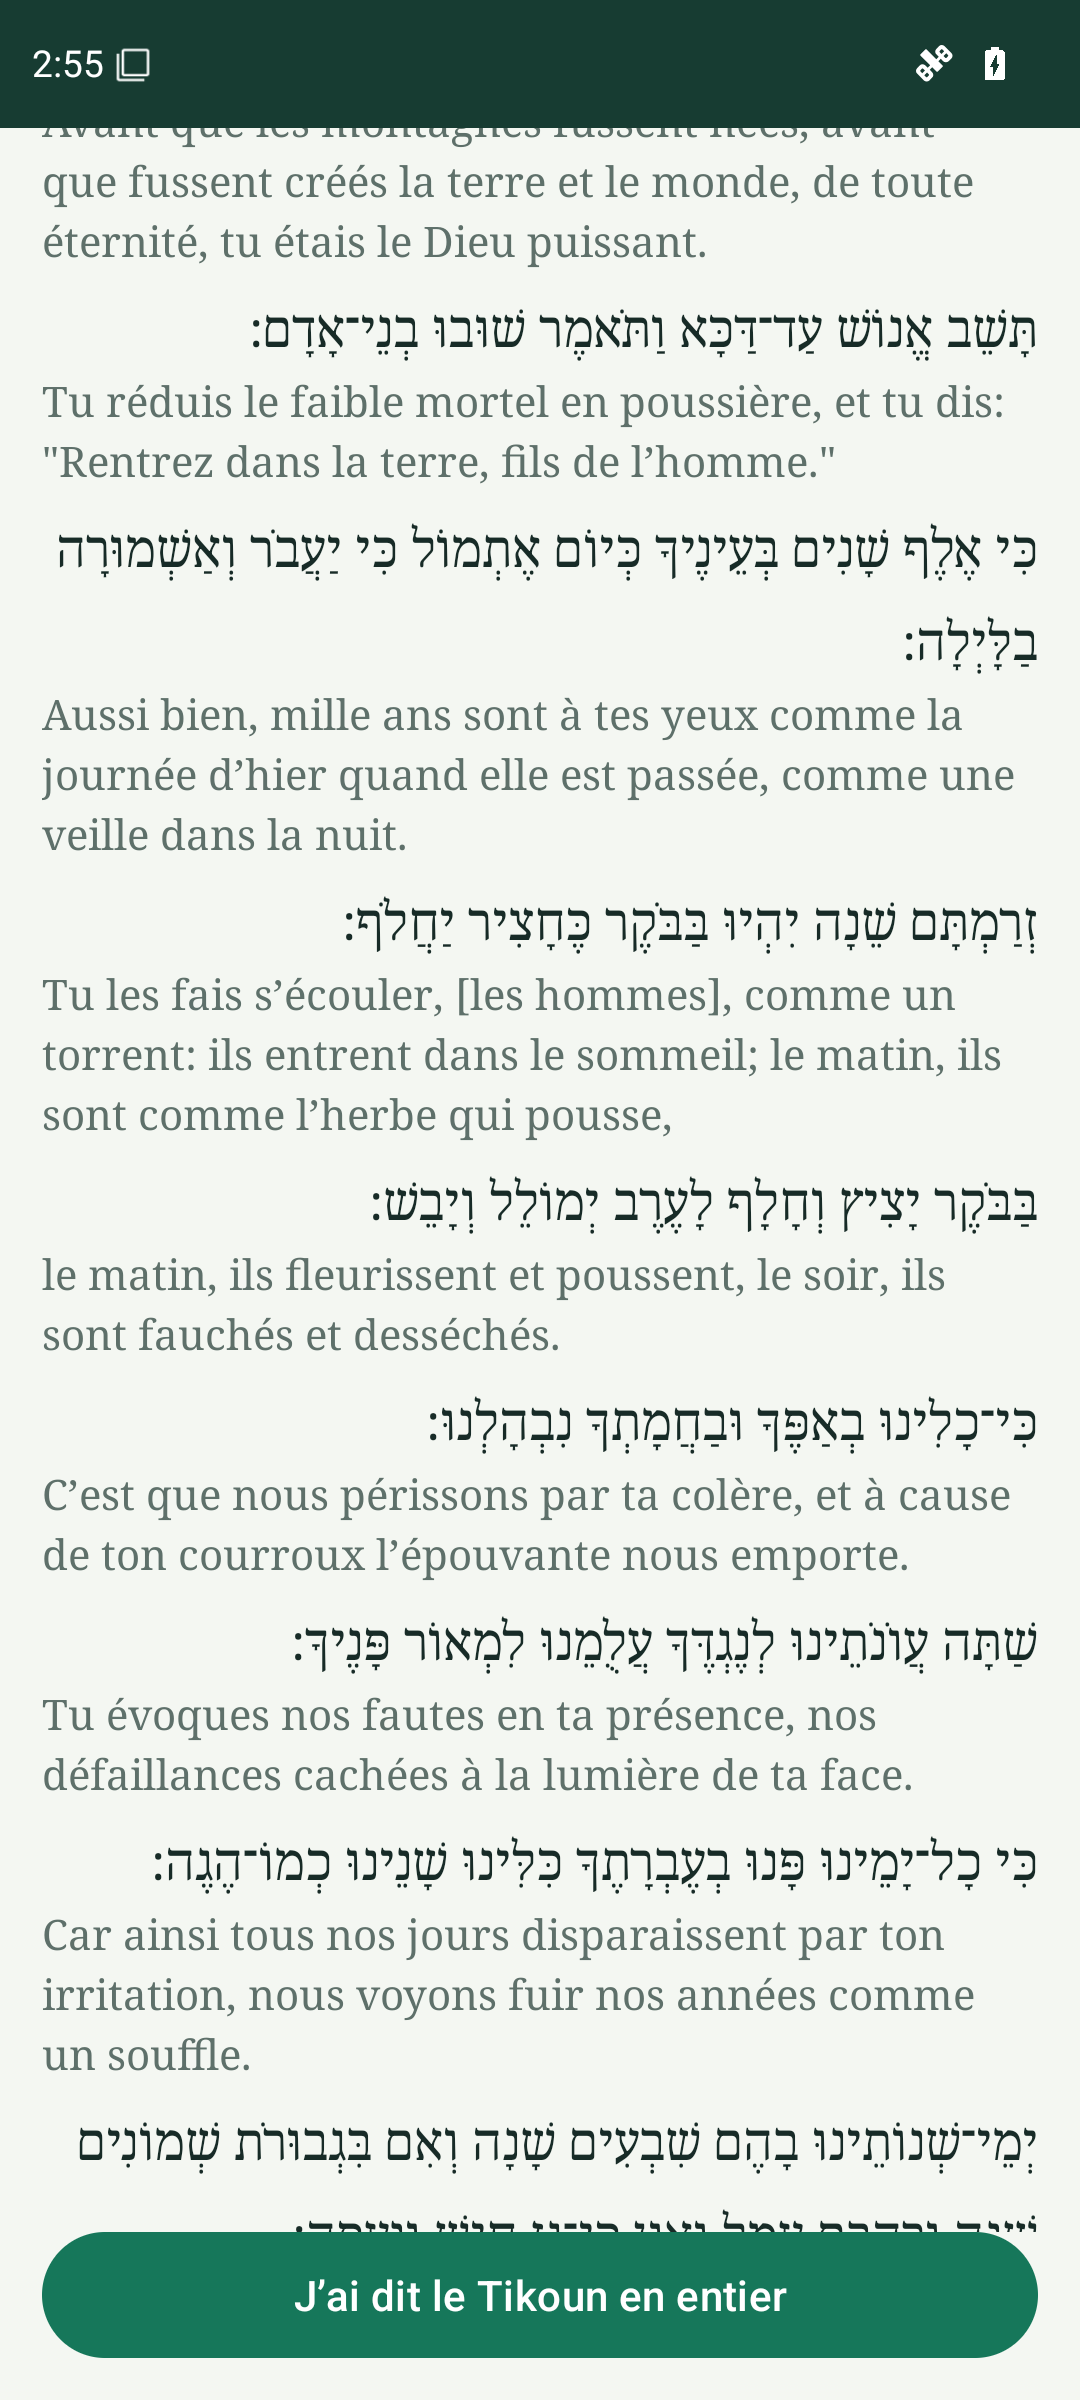 2:55
Avant que les montagnes fussent nées, avant
que fussent créés la terre et le monde, de toute
éternité, tu étais le Dieu puissant.
תָּשֵׁב אֱנוֹשׁ עַד־דַּכָּא וַתֹּאמֶר שׁוּבוּ בְנֵי־אָדָם:
Tu réduis le faible mortel en poussière, et tu dis:
"Rentrez dans la terre, fils de l’homme."
כִּי אֶלֶף שָׁנִים בְּעֵינֶיךָ כְּיוֹם אֶתְמוֹל כִּי יַעֲבֹר וְאַשְׁמוּרָה
בַלָּיְלָה:
Aussi bien, mille ans sont à tes yeux comme la
journée d’hier quand elle est passée, comme une
veille dans la nuit.
זְרַמְתָּם שֵׁנָה יִהְיוּ בַּבֹּקֶר כֶּחָצִיר יַחֲלֹף:
Tu les fais s’écouler, [les hommes], comme un
torrent: ils entrent dans le sommeil; le matin, ils
sont comme l’herbe qui pousse,
בַּבֹּקֶר יָצִיץ וְחָלָף לָעֶרֶב יְמוֹלֵל וְיָבֵשׁ:
le matin, ils fleurissent et poussent, le soir, ils
sont fauchés et desséchés.
כִּי־כָלִינוּ בְאַפֶּךָ וּבַחֲמָתְךָ נִבְהָלְנוּ:
C’est que nous périssons par ta colère, et à cause
de ton courroux l’épouvante nous emporte.
שַׁתָּה עֲוֺנֹתֵינוּ לְנֶגְדֶּךָ עֲלֻמֵנוּ לִמְאוֹר פָּנֶיךָ:
Tu évoques nos fautes en ta présence, nos
défaillances cachées à la lumière de ta face.
כִּי כָל־יָמֵינוּ פָּנוּ בְעֶבְרָתֶךָ כִּלִּינוּ שָׁנֵינוּ כְמוֹ־הֶגֶה:
Car ainsi tous nos jours disparaissent par ton
irritation, nous voyons fuir nos années comme
un souffle.
יְמֵי־שְׁנוֹתֵינוּ בָהֶם שִׁבְעִים שָׁנָה וְאִם בִּגְבוּרֹת שְׁמוֹנִים
J’ai dit le Tikoun en entier